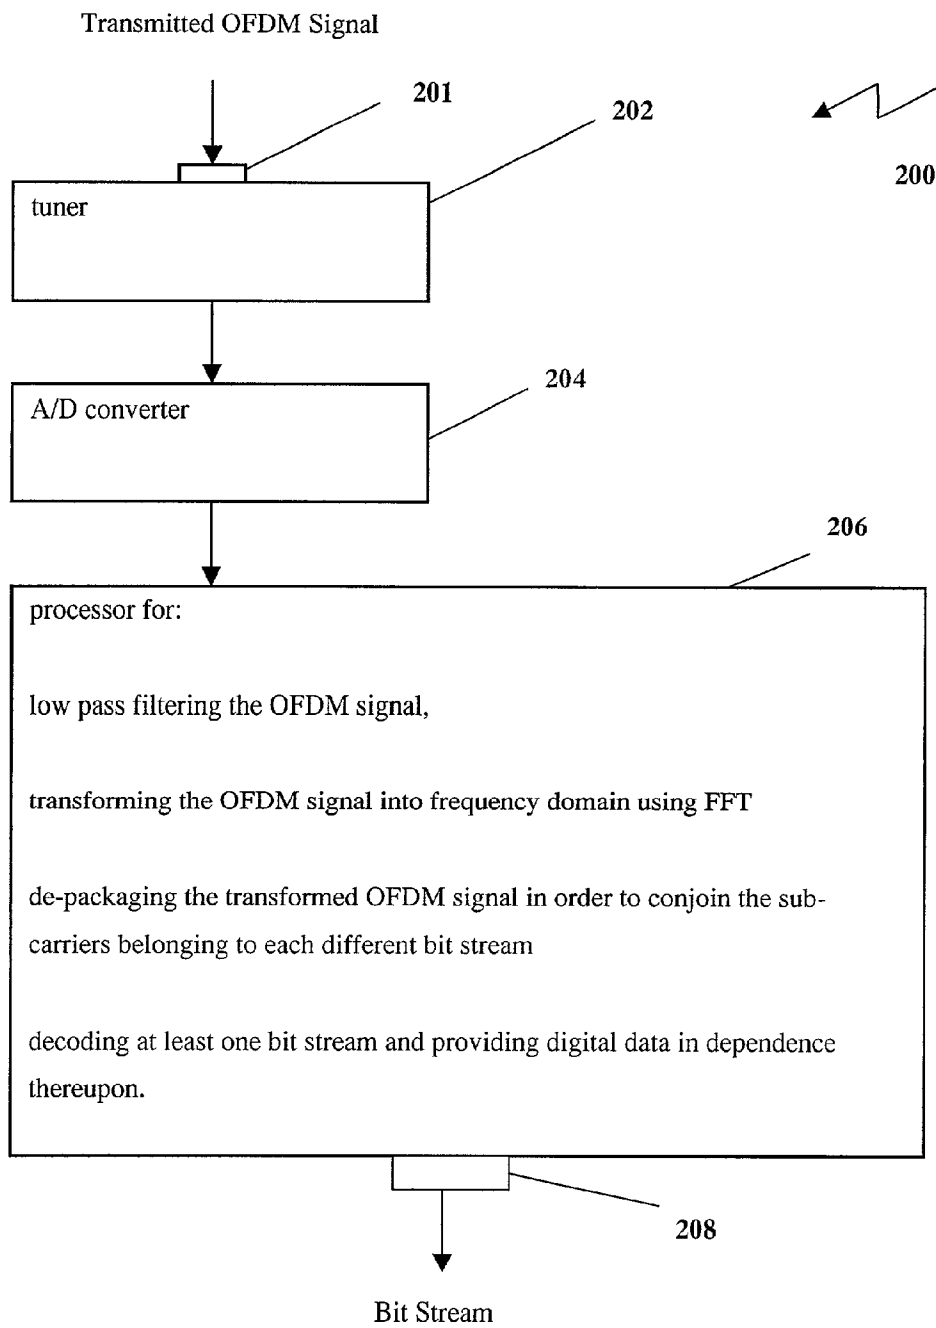 Transmitted OFDM Signal
201
202
200
tuner
204
A/D converter
206
processor for:
low pass filtering the OFDM signal,
transforming the OFDM signal into frequency domain using FFT
de-packaging the transformed OFDM signal in order to conjoin the sub-
carriers belonging to each different bit stream
decoding at least one bit stream and providing digital data in dependence
thereupon.
208
Bit Stream